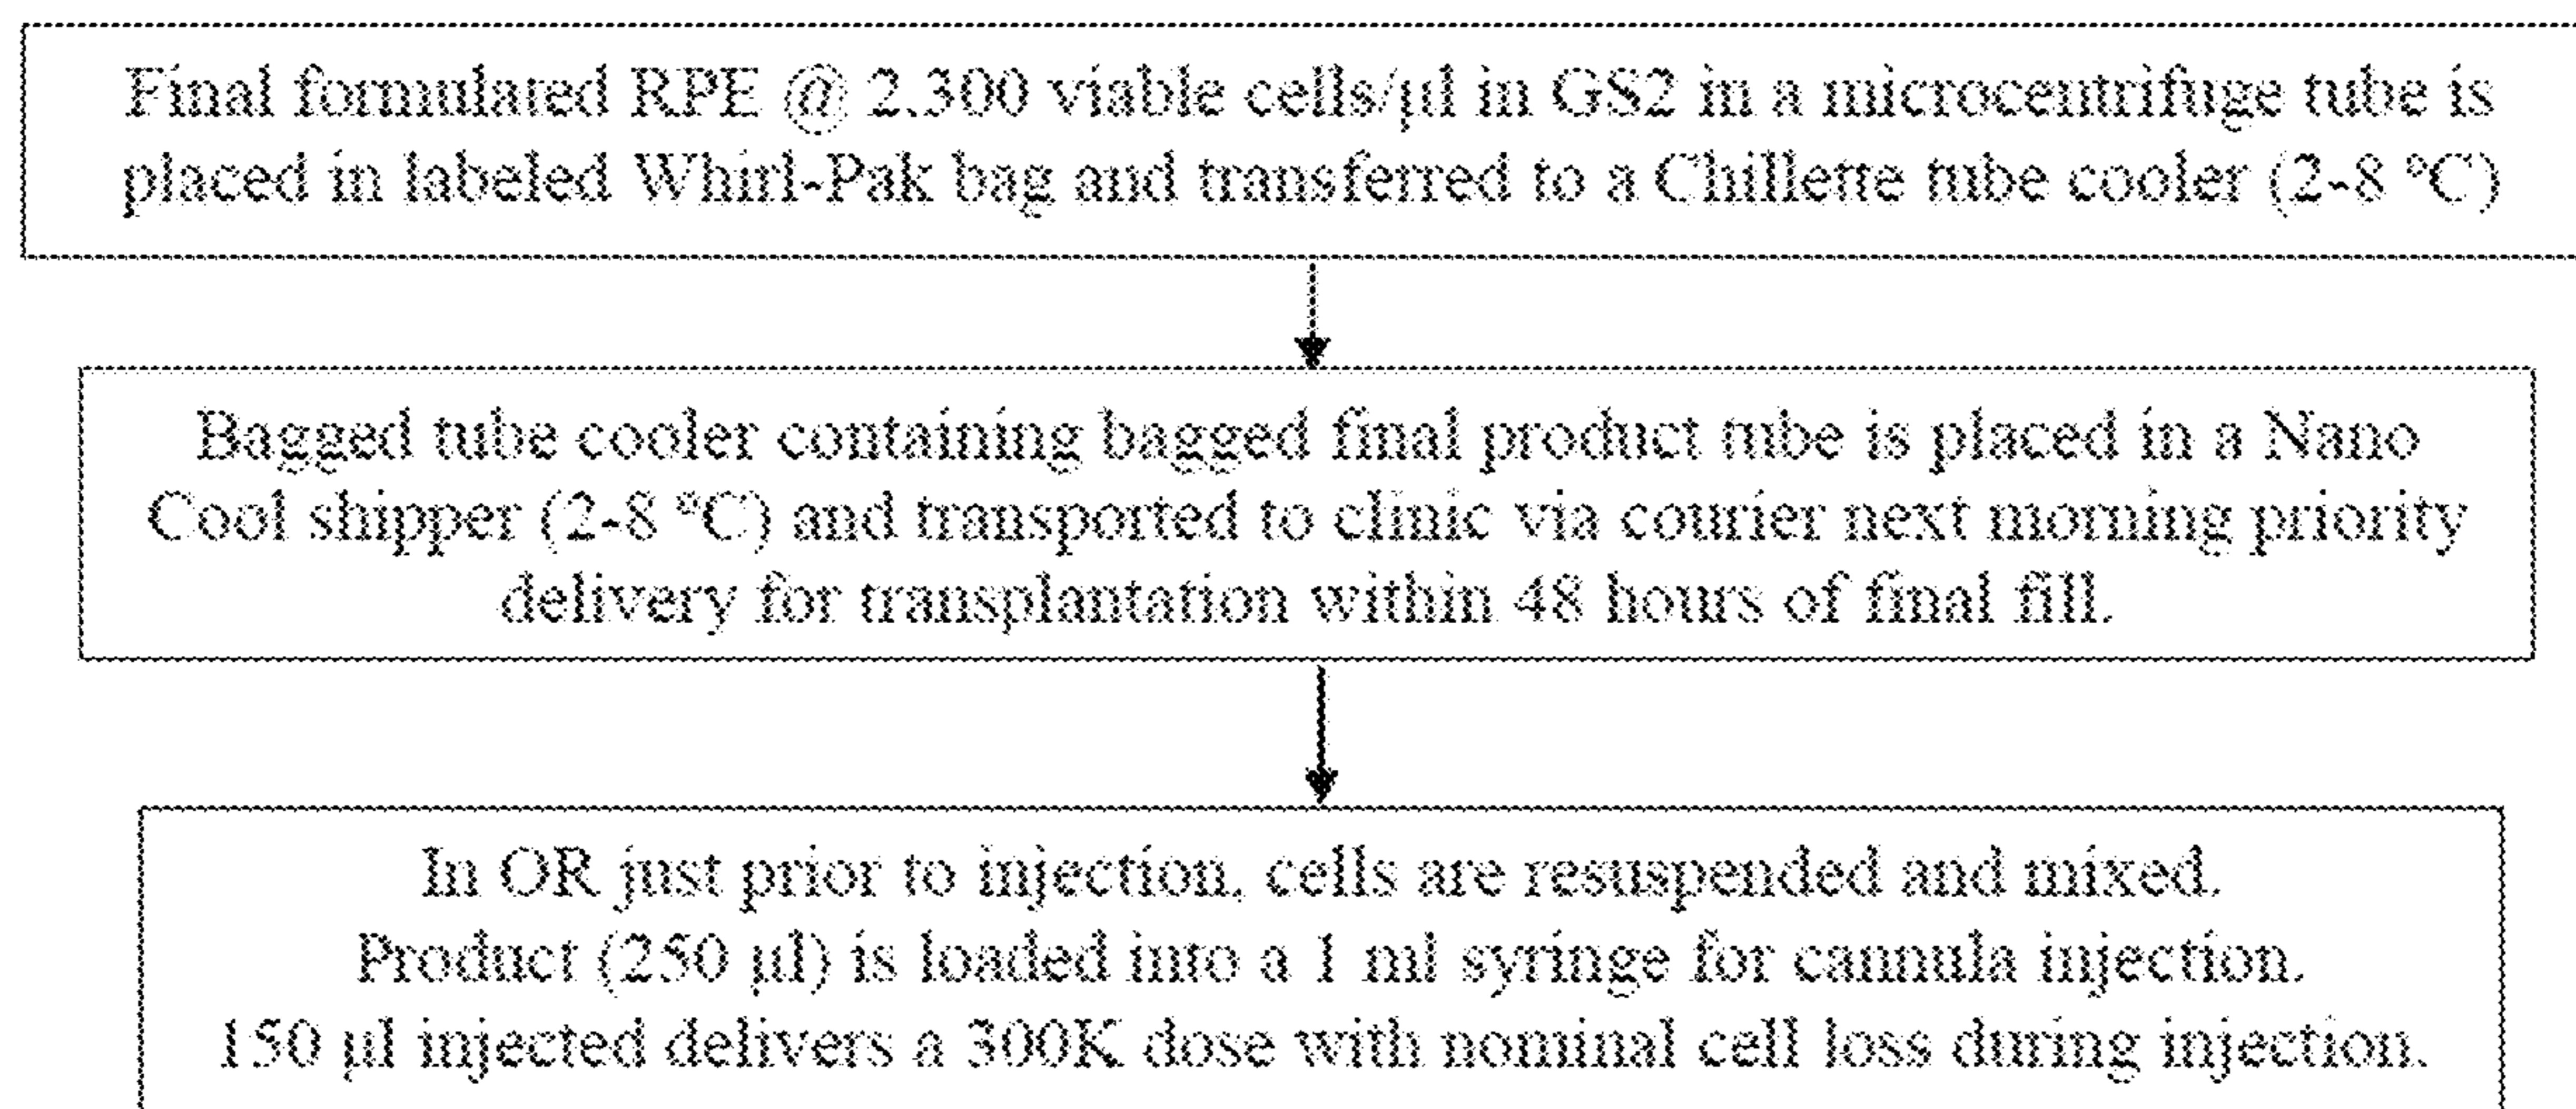 Final formulated RPE @ 2,300 viable cells/µl in GS2 in a microcentrifuge tube is
placed in labeled Whirl-Pak bag and transferred to a Chillette tube cooler (2-8 °C)
Bagged tube cooler containing bagged final product tube is placed in a Nano
Cool shipper (2-8 °C) and transported to clinic via courier next morning priority
delivery for transplantation within 48 hours of final fill.
In OR just prior to injection, cells are resuspended and mixed.
Product (250 µl) is loaded into a 1 ml syringe for cannula injection.
150 µl injected delivers a 300K dose with nominal cell loss during injection.